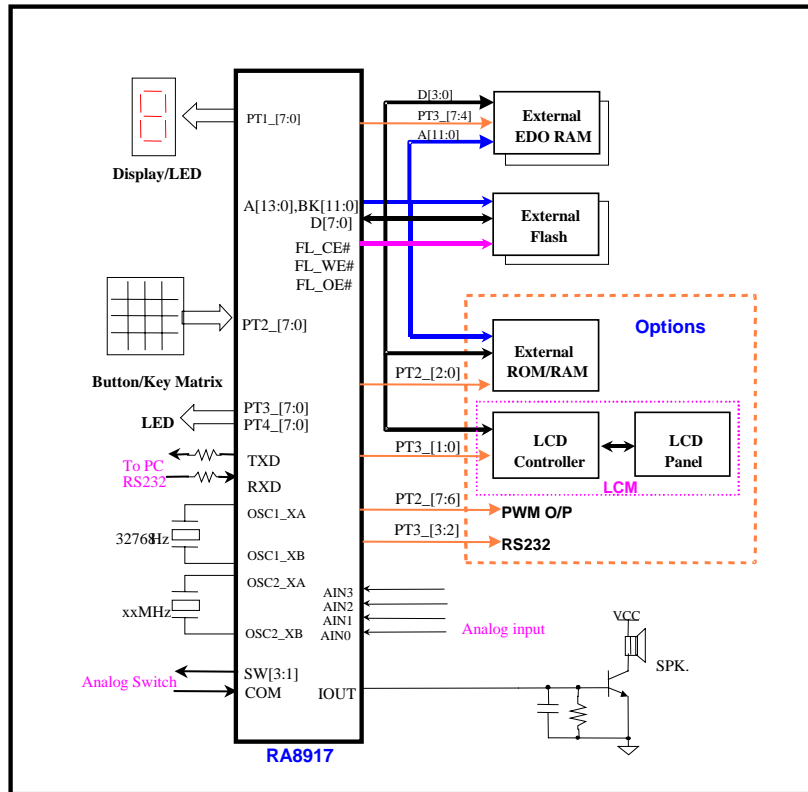 D[3:0]
PT1_[7:0]
PT3_[7:4]
External
EDO RAM
A[11:0]
Display/LED
A[13:0],BK[11:0]
D[7:0]
External
Flash
FL_CE#
FL_WE#
FL_OE#
PT2_[7:0]
Options
External
ROM/RAM
Button/Key Matrix
PT2_[2:0]
PT3_[7:0]
LED
PT4_[7:0]
LCD
Controller
LCD
Panel
PT3_[1:0]
To PC
RS232
TXD
RXD
LCM
PT2_[7:6]
PWM O/P
OSC1_XA
32768Hz
PT3_[3:2]
RS232
OSC1_XB
OSC2_XA
xxMHz
AIN3
AIN2
AIN1
AIN0
Analog input
OSC2_XB
VCC
SW[3:1]
Analog Switch
COM
IOUT
SPK.
RA8917